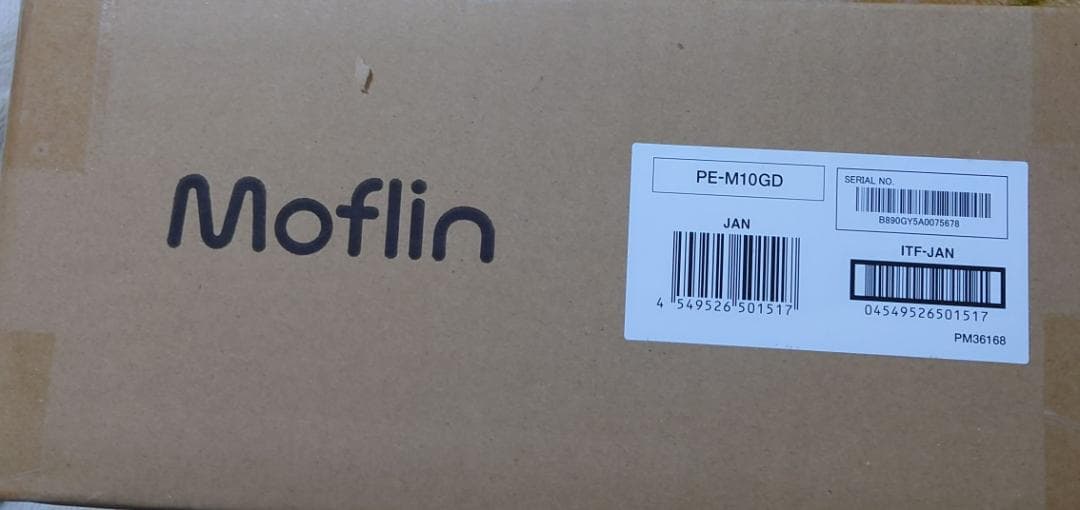 Moflin
PE-M10GD
SERIAL NO.
B890GY5A0075678
JAN
4 549526 501517
ITF-JAN
04549526501517
PM36168